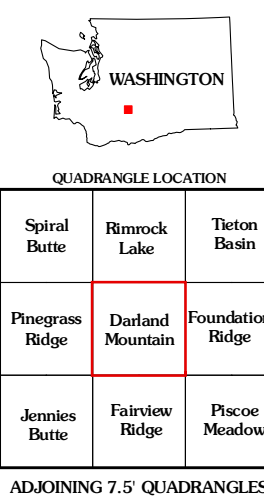 WASHINGTON
QUADRANGLE LOCATION
Spiral
Butte
Rimrock
Lake
Tieton
Basin
Pinegrass
Ridge
Darland
Mountain
Foundation
Ridge
Jennies
Butte
Fairview
Ridge
Piscoe
Meadow
ADJOINING 7.5' QUADRANGLES